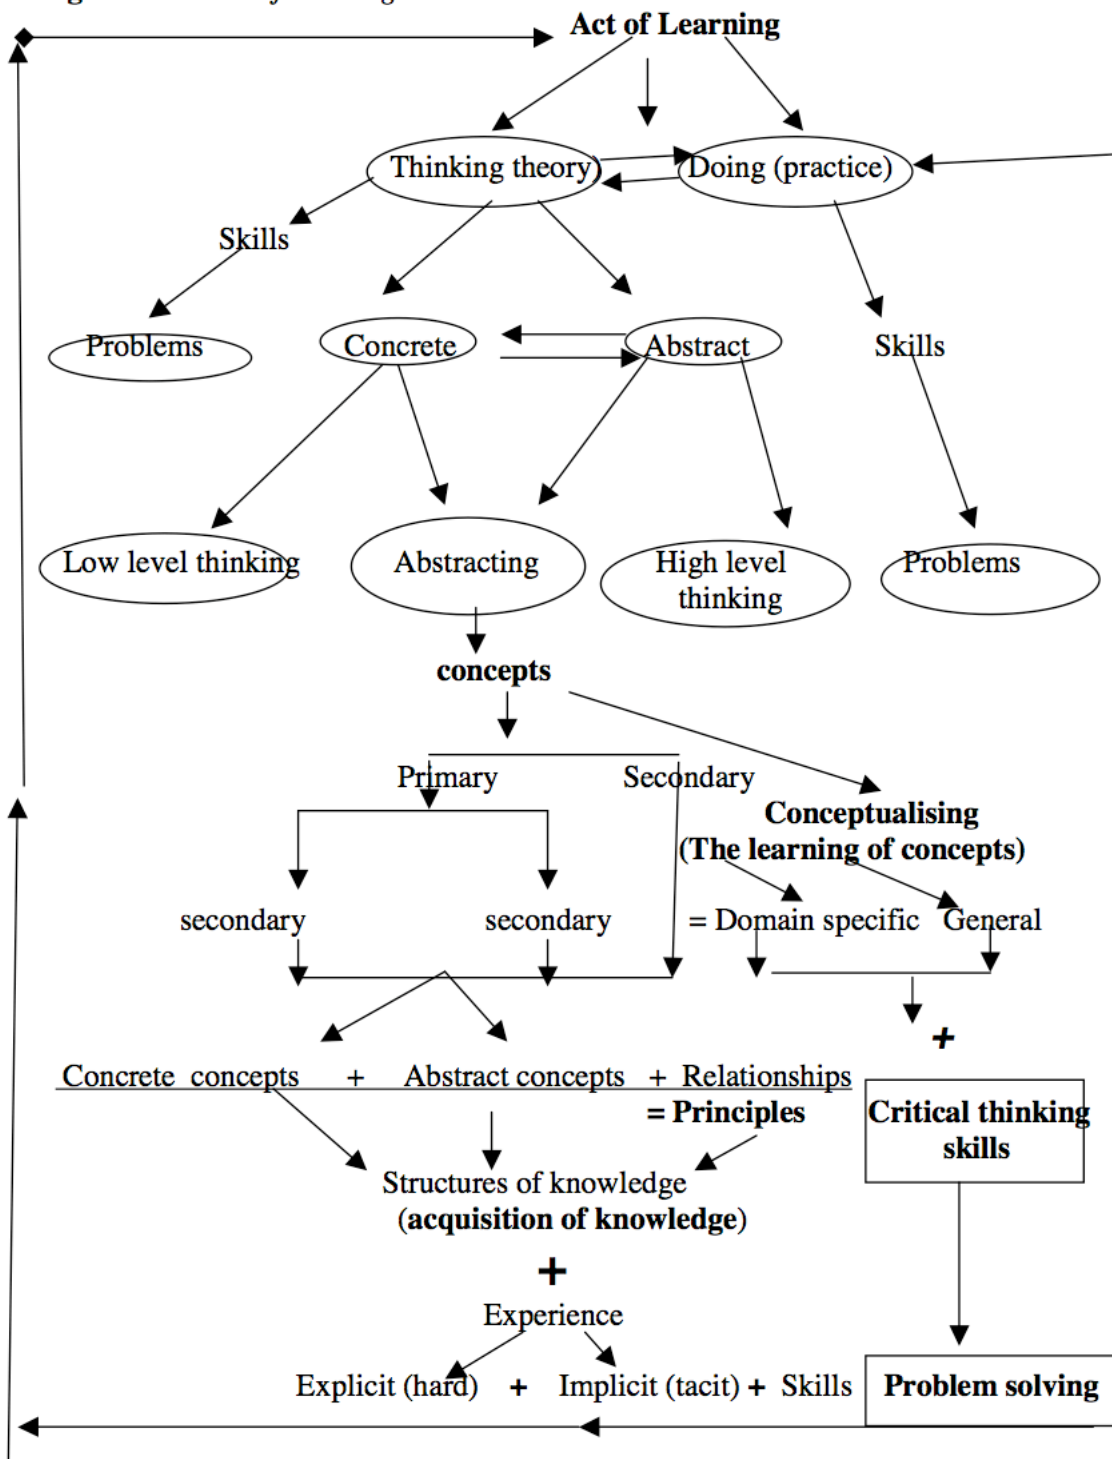 Act of Learning
Thinking theory)
Doing (practice)
Skills
Problems
Concrete
Abstract
Skills
Low level thinking
Abstracting
High level
thinking
Problems
concepts
Primary
Secondary
Conceptualising
(The learning of concepts)
secondary
secondary
= Domain specific
General
+
Concrete concepts + Abstract concepts + Relationships
= Principles
Critical thinking
skills
Structures of knowledge
(acquisition of knowledge)
+
Experience
Explicit (hard) + Implicit (tacit) + Skills
Problem solving